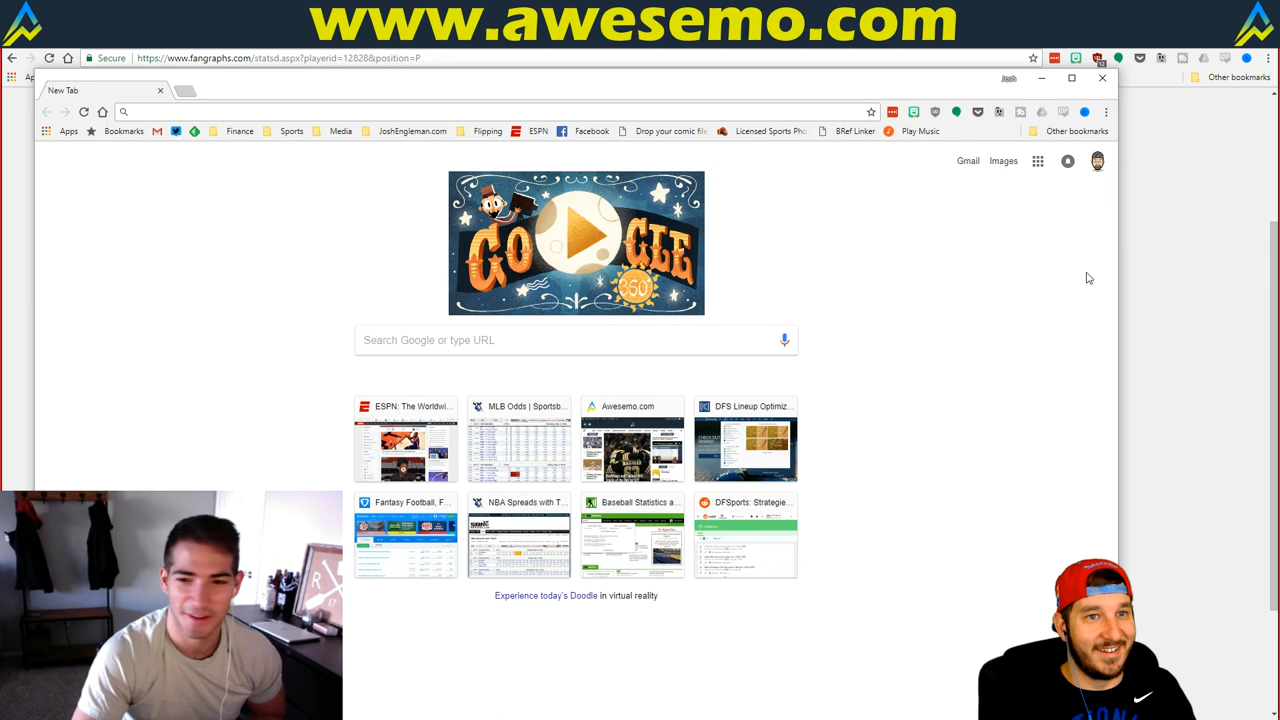 www.awesemo.com
Secure https://www.fangraphs.com/statsd.aspx?playerid=12828&position=P
Other bookmarks
New Tab
Josh
Apps Bookmarks Finance Sports Media JoshEngleman.com Flipping ESPN Facebook Drop your comic file Licensed Sports Pho BRef Linker Play Music Other bookmarks
Gmail Images
GOOGLE
360°
Search Google or type URL
ESPN: The Worldwi... MLB Odds | Sportsb... Awesemo.com DFS Lineup Optimiz...
Fantasy Football, F... NBA Spreads with T... Baseball Statistics a... DFSports: Strategie...
Experience today's Doodle in virtual reality